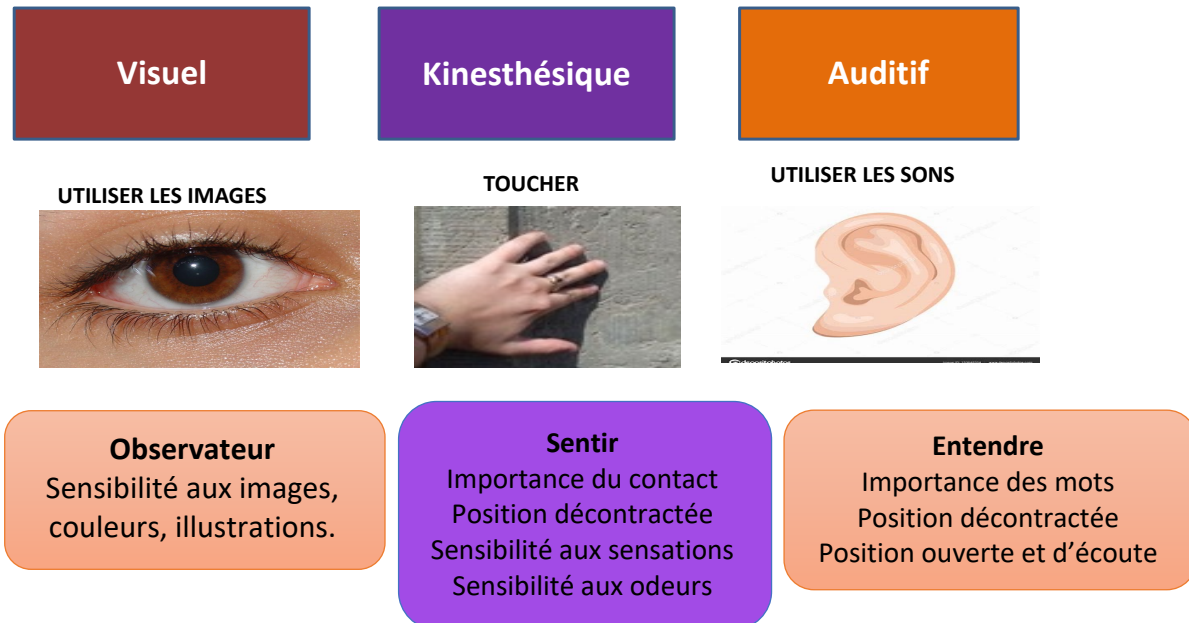 Visuel
Kinesthésique
Auditif
UTILISER LES IMAGES
TOUCHER
UTILISER LES SONS
Observateur
Sensibilité aux images,
couleurs, illustrations.
Sentir
Importance du contact
Position décontractée
Sensibilité aux sensations
Sensibilité aux odeurs
Entendre
Importance des mots
Position décontractée
Position ouverte et d’écoute